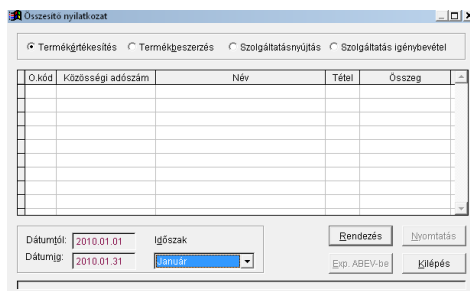 Összesítő nyilatkozat
Termékértékesítés Termékbeszerzés Szolgáltatásnyújtás Szolgáltatás igénybevétel
O.kód Közösségi adószám Név Tétel Összeg
Dátumtól: 2010.01.01 Időszak Rendezés Nyomtatás
Dátumig: 2010.01.31 Január Exp. ABEV-be Kilépés